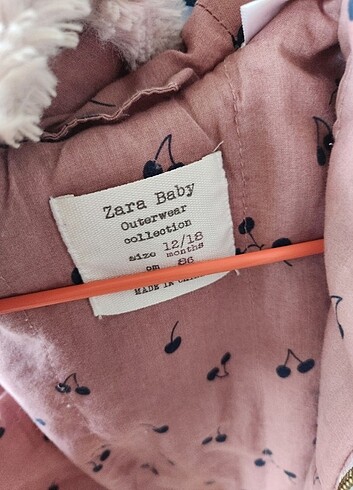 Zara Baby
Outerwear
collection
size 12/18
months
cm 86
MADE IN